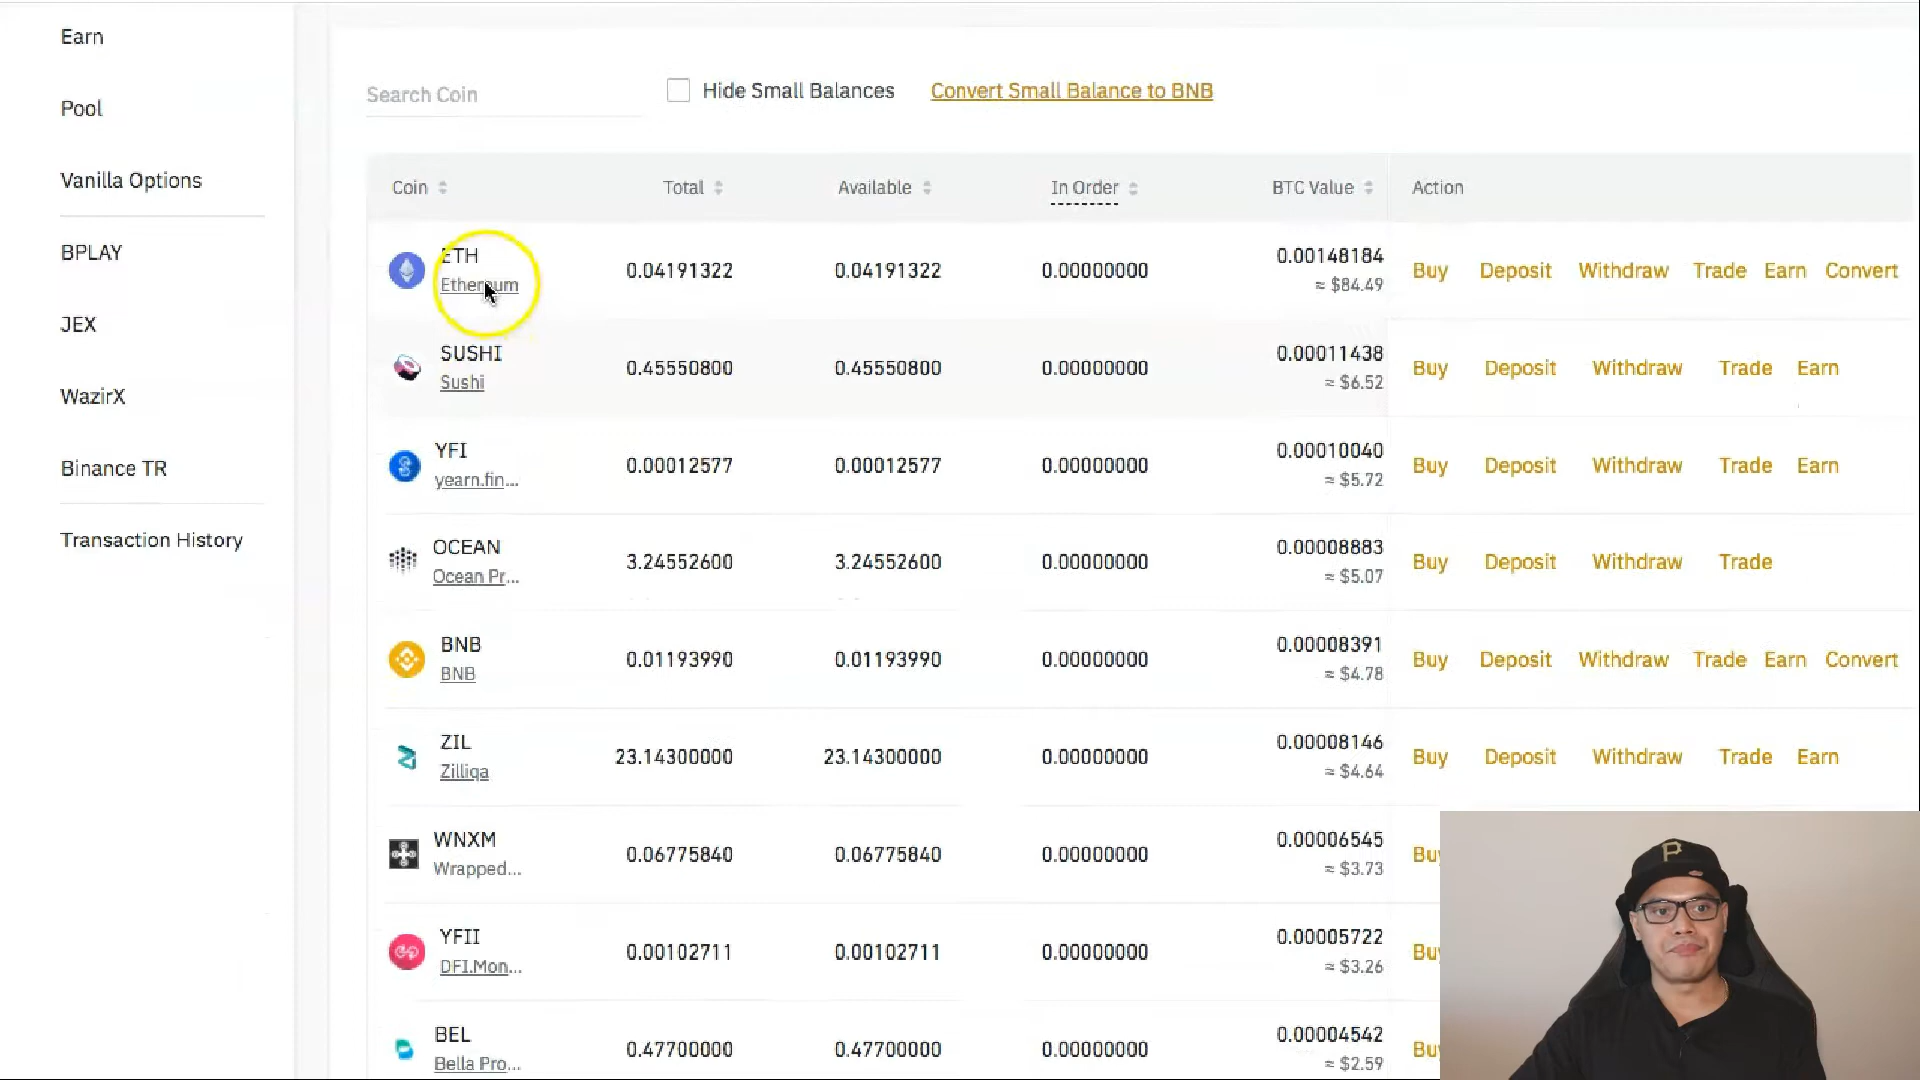 Earn
Pool
Vanilla Options
BPLAY
JEX
WazirX
Binance TR
Transaction History
Search Coin Hide Small Balances Convert Small Balance to BNB
Coin Total Available In Order BTC Value Action
ETH
Ethereum
0.04191322 0.04191322 0.00000000
0.00148184
≈ $84.49
Buy Deposit Withdraw Trade Earn Convert
SUSHI
Sushi
0.45550800 0.45550800 0.00000000
0.00011438
≈ $6.52
Buy Deposit Withdraw Trade Earn
YFI
yearn.fin...
0.00012577 0.00012577 0.00000000
0.00010040
≈ $5.72
Buy Deposit Withdraw Trade Earn
OCEAN
Ocean Pr...
3.24552600 3.24552600 0.00000000
0.00008883
≈ $5.07
Buy Deposit Withdraw Trade
BNB
BNB
0.01193990 0.01193990 0.00000000
0.00008391
≈ $4.78
Buy Deposit Withdraw Trade Earn Convert
ZIL
Zilliqa
23.14300000 23.14300000 0.00000000
0.00008146
≈ $4.64
Buy Deposit Withdraw Trade Earn
WNXM
Wrapped...
0.06775840 0.06775840 0.00000000
0.00006545
≈ $3.73
Bu
YFII
DFI.Mon...
0.00102711 0.00102711 0.00000000
0.00005722
≈ $3.26
Bu
BEL
Bella Pro...
0.47700000 0.47700000 0.00000000
0.00004542
≈ $2.59
Bu
P